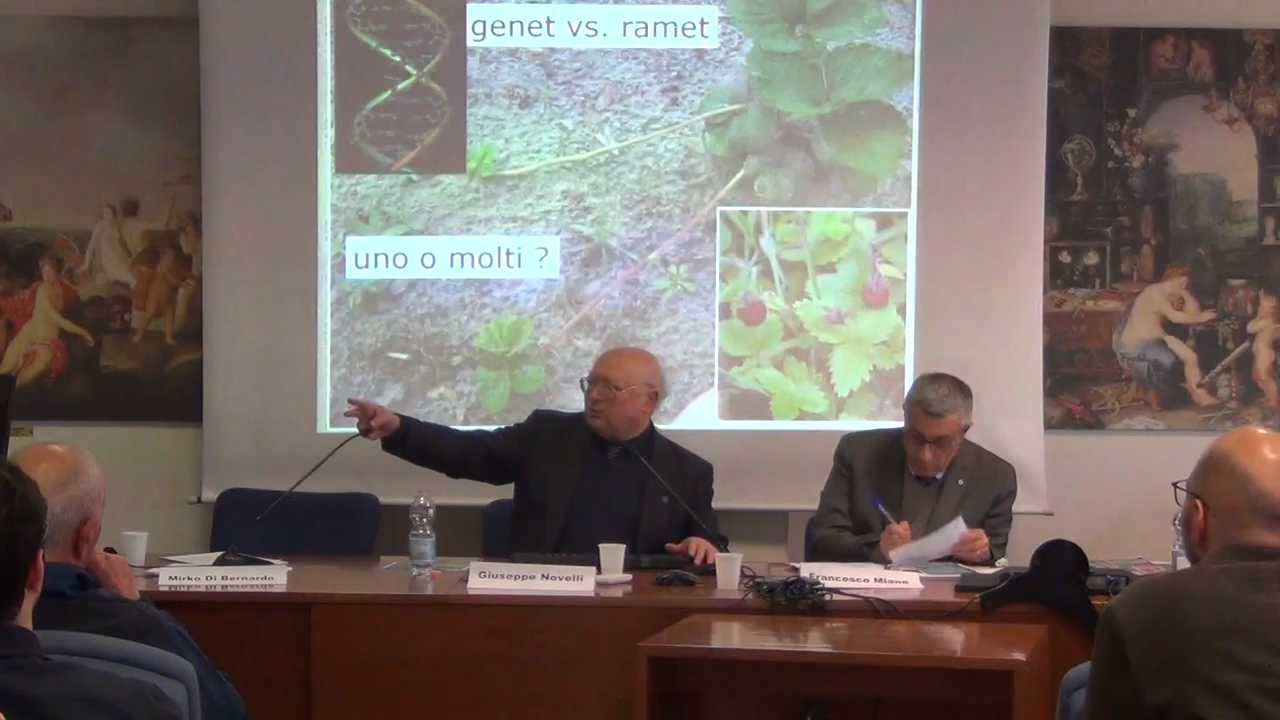 genet vs. ramet
uno o molti ?
Mirko Di Bernardo
Giuseppe Novelli
Francesco Miano